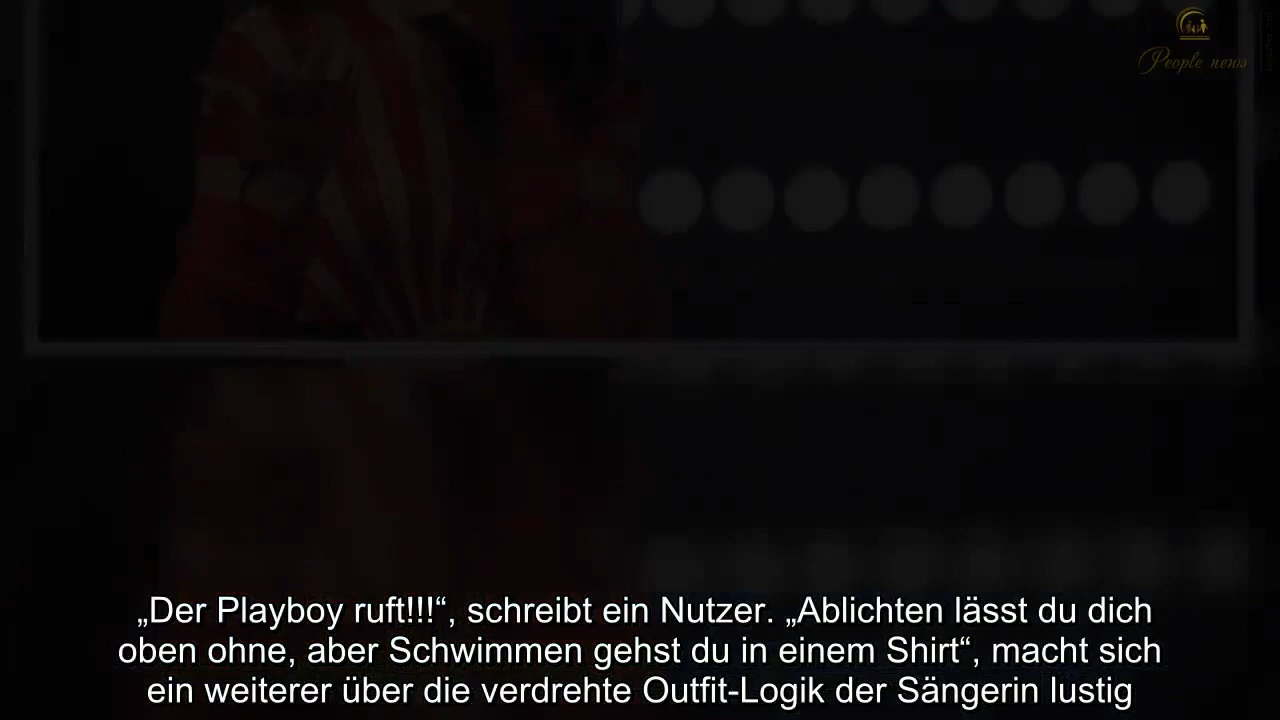 People news
„Der Playboy ruft!!!“, schreibt ein Nutzer. „Ablichten lässt du dich
oben ohne, aber Schwimmen gehst du in einem Shirt“, macht sich
ein weiterer über die verdrehte Outfit-Logik der Sängerin lustig